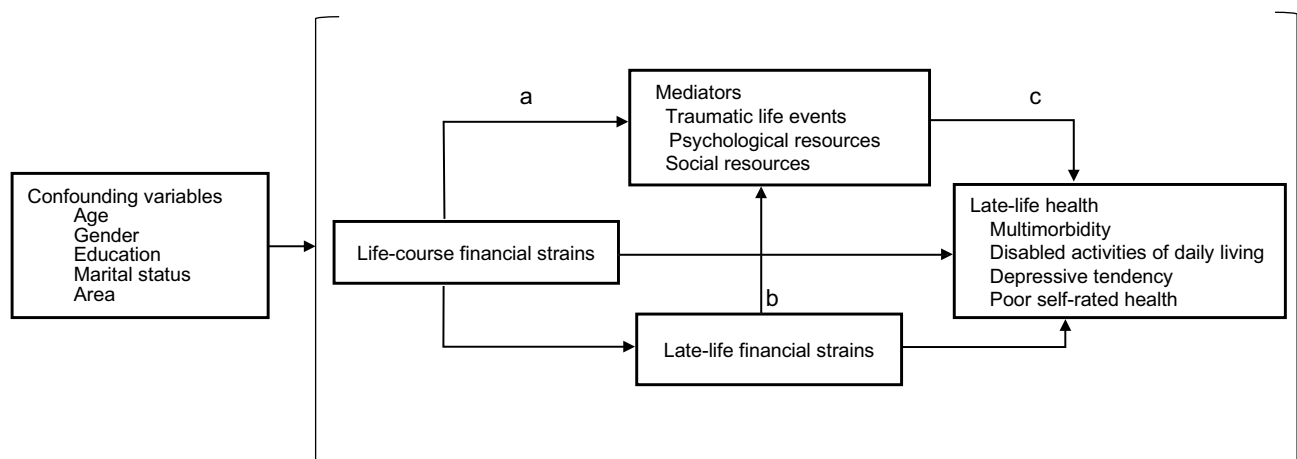 Confounding variables
Age
Gender
Education
Marital status
Area
a
Mediators
Traumatic life events
Psychological resources
Social resources
c
Life-course financial strains
b
Late-life financial strains
Late-life health
Multimorbidity
Disabled activities of daily living
Depressive tendency
Poor self-rated health